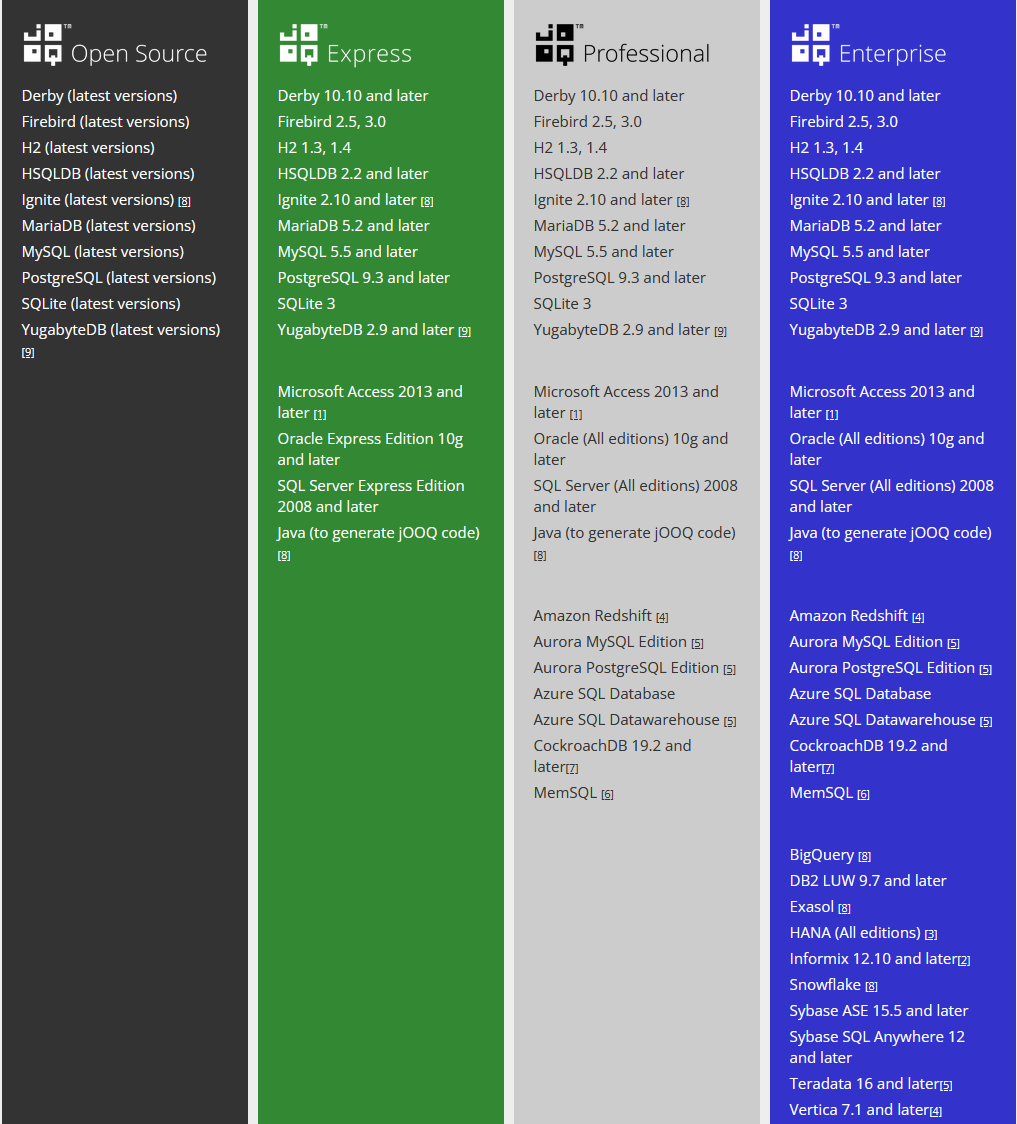 jOOQ™ Open Source
Derby (latest versions)
Firebird (latest versions)
H2 (latest versions)
HSQLDB (latest versions)
Ignite (latest versions) [8]
MariaDB (latest versions)
MySQL (latest versions)
PostgreSQL (latest versions)
SQLite (latest versions)
YugabyteDB (latest versions)
[9]
jOOQ™ Express
Derby 10.10 and later
Firebird 2.5, 3.0
H2 1.3, 1.4
HSQLDB 2.2 and later
Ignite 2.10 and later [8]
MariaDB 5.2 and later
MySQL 5.5 and later
PostgreSQL 9.3 and later
SQLite 3
YugabyteDB 2.9 and later [9]
Microsoft Access 2013 and
later [1]
Oracle Express Edition 10g
and later
SQL Server Express Edition
2008 and later
Java (to generate jOOQ code)
[8]
jOOQ™ Professional
Derby 10.10 and later
Firebird 2.5, 3.0
H2 1.3, 1.4
HSQLDB 2.2 and later
Ignite 2.10 and later [8]
MariaDB 5.2 and later
MySQL 5.5 and later
PostgreSQL 9.3 and later
SQLite 3
YugabyteDB 2.9 and later [9]
Microsoft Access 2013 and
later [1]
Oracle (All editions) 10g and
later
SQL Server (All editions) 2008
and later
Java (to generate jOOQ code)
[8]
Amazon Redshift [4]
Aurora MySQL Edition [5]
Aurora PostgreSQL Edition [5]
Azure SQL Database
Azure SQL Datawarehouse [5]
CockroachDB 19.2 and
later[7]
MemSQL [6]
jOOQ™ Enterprise
Derby 10.10 and later
Firebird 2.5, 3.0
H2 1.3, 1.4
HSQLDB 2.2 and later
Ignite 2.10 and later [8]
MariaDB 5.2 and later
MySQL 5.5 and later
PostgreSQL 9.3 and later
SQLite 3
YugabyteDB 2.9 and later [9]
Microsoft Access 2013 and
later [1]
Oracle (All editions) 10g and
later
SQL Server (All editions) 2008
and later
Java (to generate jOOQ code)
[8]
Amazon Redshift [4]
Aurora MySQL Edition [5]
Aurora PostgreSQL Edition [5]
Azure SQL Database
Azure SQL Datawarehouse [5]
CockroachDB 19.2 and
later[7]
MemSQL [6]
BigQuery [8]
DB2 LUW 9.7 and later
Exasol [8]
HANA (All editions) [3]
Informix 12.10 and later[2]
Snowflake [8]
Sybase ASE 15.5 and later
Sybase SQL Anywhere 12
and later
Teradata 16 and later[5]
Vertica 7.1 and later[4]